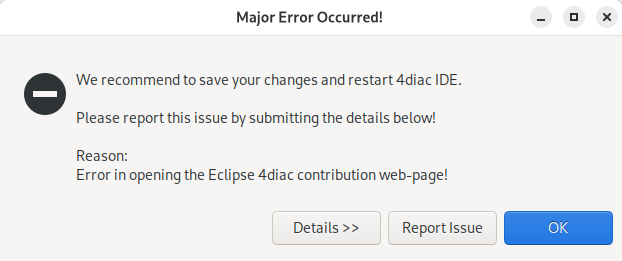 Major Error Occurred!
We recommend to save your changes and restart 4diac IDE.
Please report this issue by submitting the details below!
Reason:
Error in opening the Eclipse 4diac contribution web-page!
Details >>
Report Issue
OK